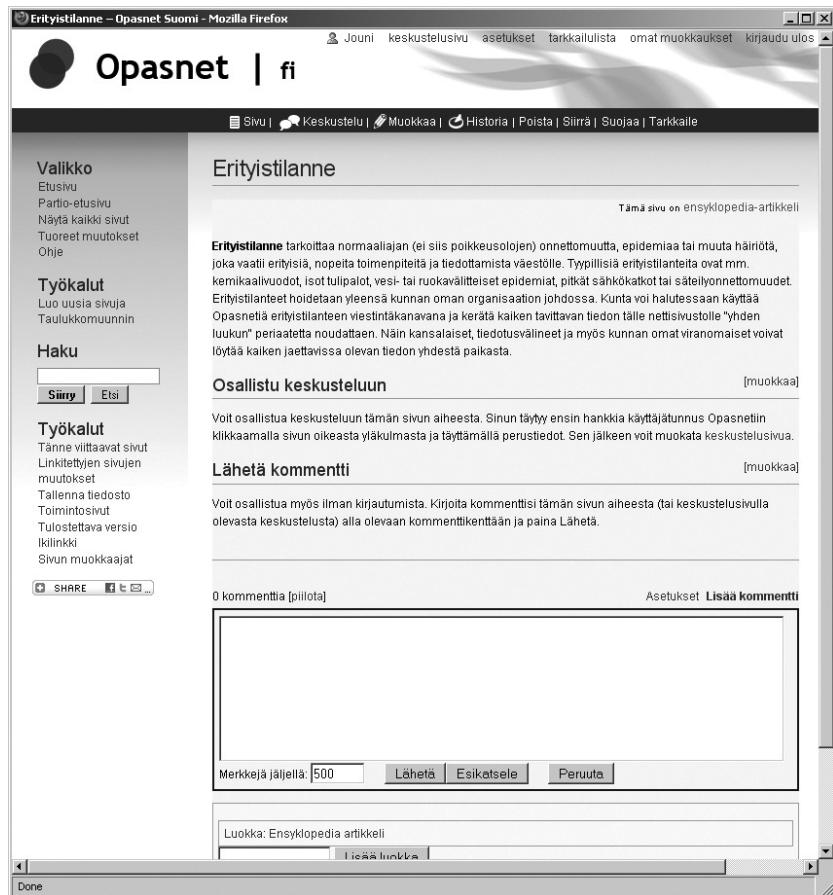 Erityistilanne – Opasnet Suomi - Mozilla Firefox
Jouni keskustelusivu asetukset tarkkailulista omat muokkaukset kirjaudu ulos
Opasnet | fi
Sivu | Keskustelu | Muokkaa | Historia | Poista | Siirrä | Suojaa | Tarkkaile
Valikko
Etusivu
Partio-etusivu
Näytä kaikki sivut
Tuoreet muutokset
Ohje
Työkalut
Luo uusia sivuja
Taulukkomuunnin
Haku
Siirry Etsi
Työkalut
Tänne viittaavat sivut
Linkitettyjen sivujen
muutokset
Tallenna tiedosto
Toimintosivut
Tulostettava versio
Ikilinkki
Sivun muokkaajat
SHARE
Erityistilanne
Tämä sivu on ensyklopedia-artikkeli
Erityistilanne tarkoittaa normaaliajan (ei siis poikkeusolojen) onnettomuutta, epidemiaa tai muuta häiriötä,
joka vaatii erityisiä, nopeita toimenpiteitä ja tiedottamista väestölle. Tyypillisiä erityistilanteita ovat mm.
kemikaalivuodot, isot tulipalot, vesi- tai ruokavälitteiset epidemiat, pitkät sähkökatkot tai säteilyonnettomuudet.
Erityistilanteet hoidetaan yleensä kunnan oman organisaation johdossa. Kunta voi halutessaan käyttää
Opasnetiä erityistilanteen viestintäkanavana ja kerätä kaiken tavittavan tiedon tälle nettisivustolle "yhden
luukun" periaatetta noudattaen. Näin kansalaiset, tiedotusvälineet ja myös kunnan omat viranomaiset voivat
löytää kaiken jaettavissa olevan tiedon yhdestä paikasta.
Osallistu keskusteluun [muokkaa]
Voit osallistua keskusteluun tämän sivun aiheesta. Sinun täytyy ensin hankkia käyttäjätunnus Opasnetiin
klikkaamalla sivun oikeasta yläkulmasta ja täyttämällä perustiedot. Sen jälkeen voit muokata keskustelusivua.
Lähetä kommentti [muokkaa]
Voit osallistua myös ilman kirjautumista. Kirjoita kommenttisi tämän sivun aiheesta (tai keskustelusivulla
olevasta keskustelusta) alla olevaan kommenttikenttään ja paina Lähetä.
0 kommenttia [piilota] Asetukset Lisää kommentti
Merkkejä jäljellä: 500 Lähetä Esikatsele Peruuta
Luokka: Ensyklopedia artikkeli
Lisää luokka
Done